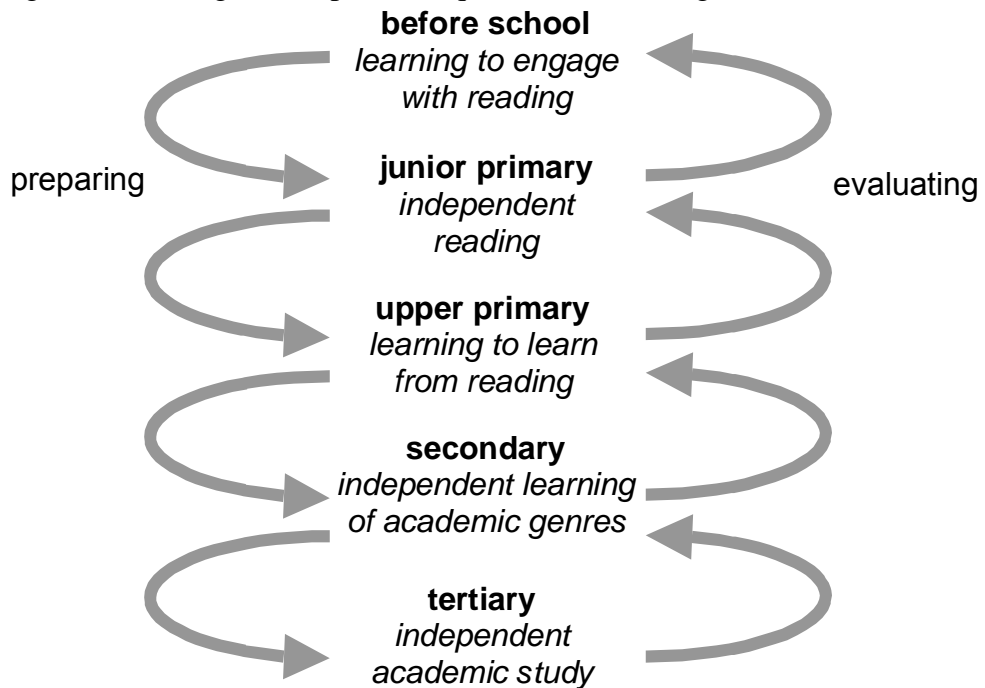 before school
learning to engage
with reading
junior primary
preparing
evaluating
independent
reading
upper primary
learning to learn
from reading
secondary
independent learning
of academic genres
tertiary
independent
academic study